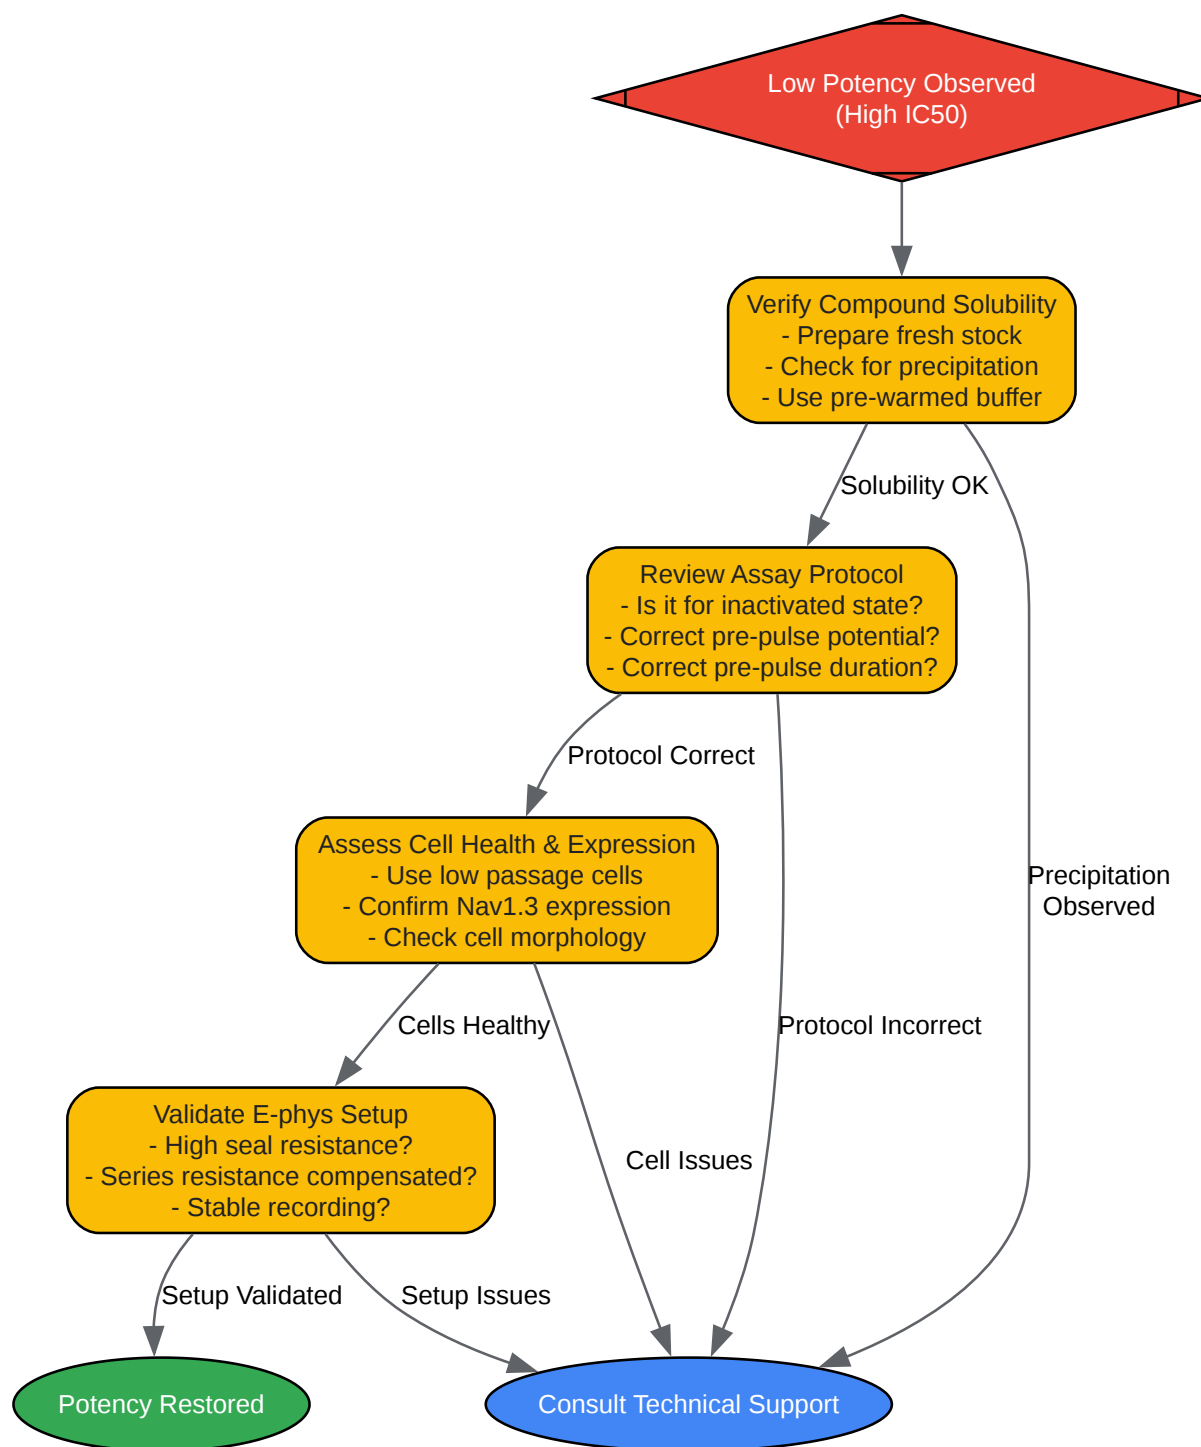 Low Potency Observed
(High IC50)
Verify Compound Solubility
- Prepare fresh stock
- Check for precipitation
- Use pre-warmed buffer
Solubility OK
Review Assay Protocol
- Is it for inactivated state?
- Correct pre-pulse potential?
- Correct pre-pulse duration?
Protocol Correct
Assess Cell Health & Expression
- Use low passage cells
- Confirm Nav1.3 expression
- Check cell morphology
Precipitation
Observed
Cells Healthy
Protocol Incorrect
Validate E-phys Setup
- High seal resistance?
- Series resistance compensated?
- Stable recording?
Cell Issues
Setup Validated
Setup Issues
Potency Restored
Consult Technical Support